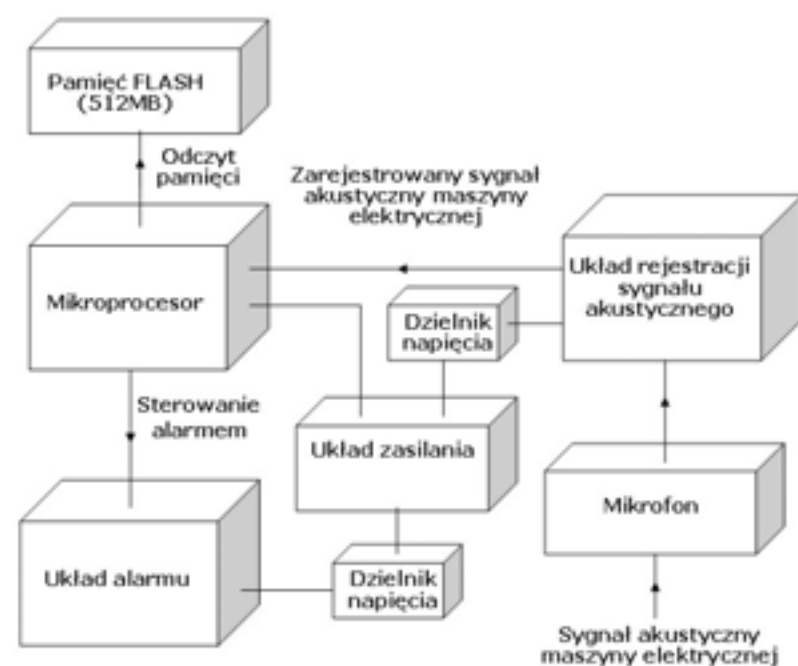 Pamięć FLASH
(512MB)
Odczyt
pamięci
Zarejestrowany sygnał
akustyczny maszyny
elektrycznej
Mikroprocesor
Układ rejestracji
sygnału
akustycznego
Dzielnik
napięcia
Sterowanie
alarmem
Układ zasilania
Mikrofon
Układ alarmu
Dzielnik
napięcia
Sygnał akustyczny
maszyny elektrycznej